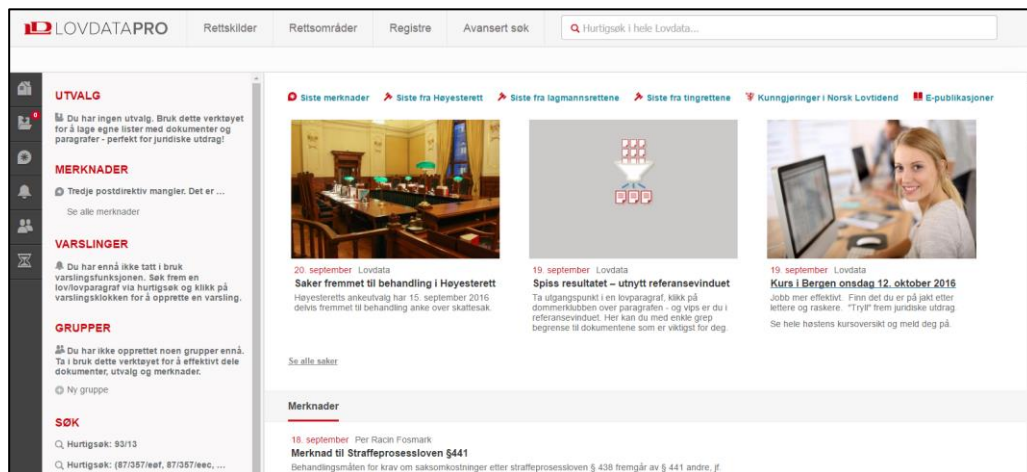 LOVDATAPRO
Rettskilder
Rettsområder
Registre
Avansert søk
Hurtigsøk i hele Lovdata...
0
UTVALG
Du har ingen utvalg. Bruk dette verktøyet
for å lage egne lister med dokumenter og
paragrafer - perfekt for juridiske utdrag!
MERKNADER
Tredje postdirektiv mangler. Det er ...
Se alle merknader
VARSLINGER
Du har ennå ikke tatt i bruk
varslingsfunksjonen. Søk frem en
lov/lovparagraf via hurtigsøk og klikk på
varslingsklokken for å opprette en varsling.
GRUPPER
Du har ikke opprettet noen grupper ennå.
Ta i bruk dette verktøyet for å effektivt dele
dokumenter, utvalg og merknader.
Ny gruppe
SØK
Hurtigsøk: 93/13
Hurtigsøk: (87/357/eøf, 87/357/eec, ...
Siste merknader
Siste fra Høyesterett
Siste fra lagmannsrettene
Siste fra tingrettene
Kunngjøringer i Norsk Lovtidend
E-publikasjoner
20. september Lovdata
Saker fremmet til behandling i Høyesterett
Høyesteretts ankeutvalg har 15. september 2016
delvis fremmet til behandling anke over skattesak.
19. september Lovdata
Spiss resultatet – utnytt referansevinduet
Ta utgangspunkt i en lovparagraf, klikk på
dommerklubben over paragrafen - og vips er du i
referansevinduet. Her kan du med enkle grep
begrense til dokumentene som er viktigst for deg.
19. september Lovdata
Kurs i Bergen onsdag 12. oktober 2016
Jobb mer effektivt. Finn det du er på jakt etter
lettere og raskere. "Tryll" frem juridiske utdrag.
Se hele høstens kursoversikt og meld deg på.
Se alle saker
Merknader
18. september Per Racin Fosmark
Merknad til Straffeprosessloven §441
Behandlingsmåten for krav om saksomkostninger etter straffeprosessloven § 438 fremgår av § 441 andre, jf.